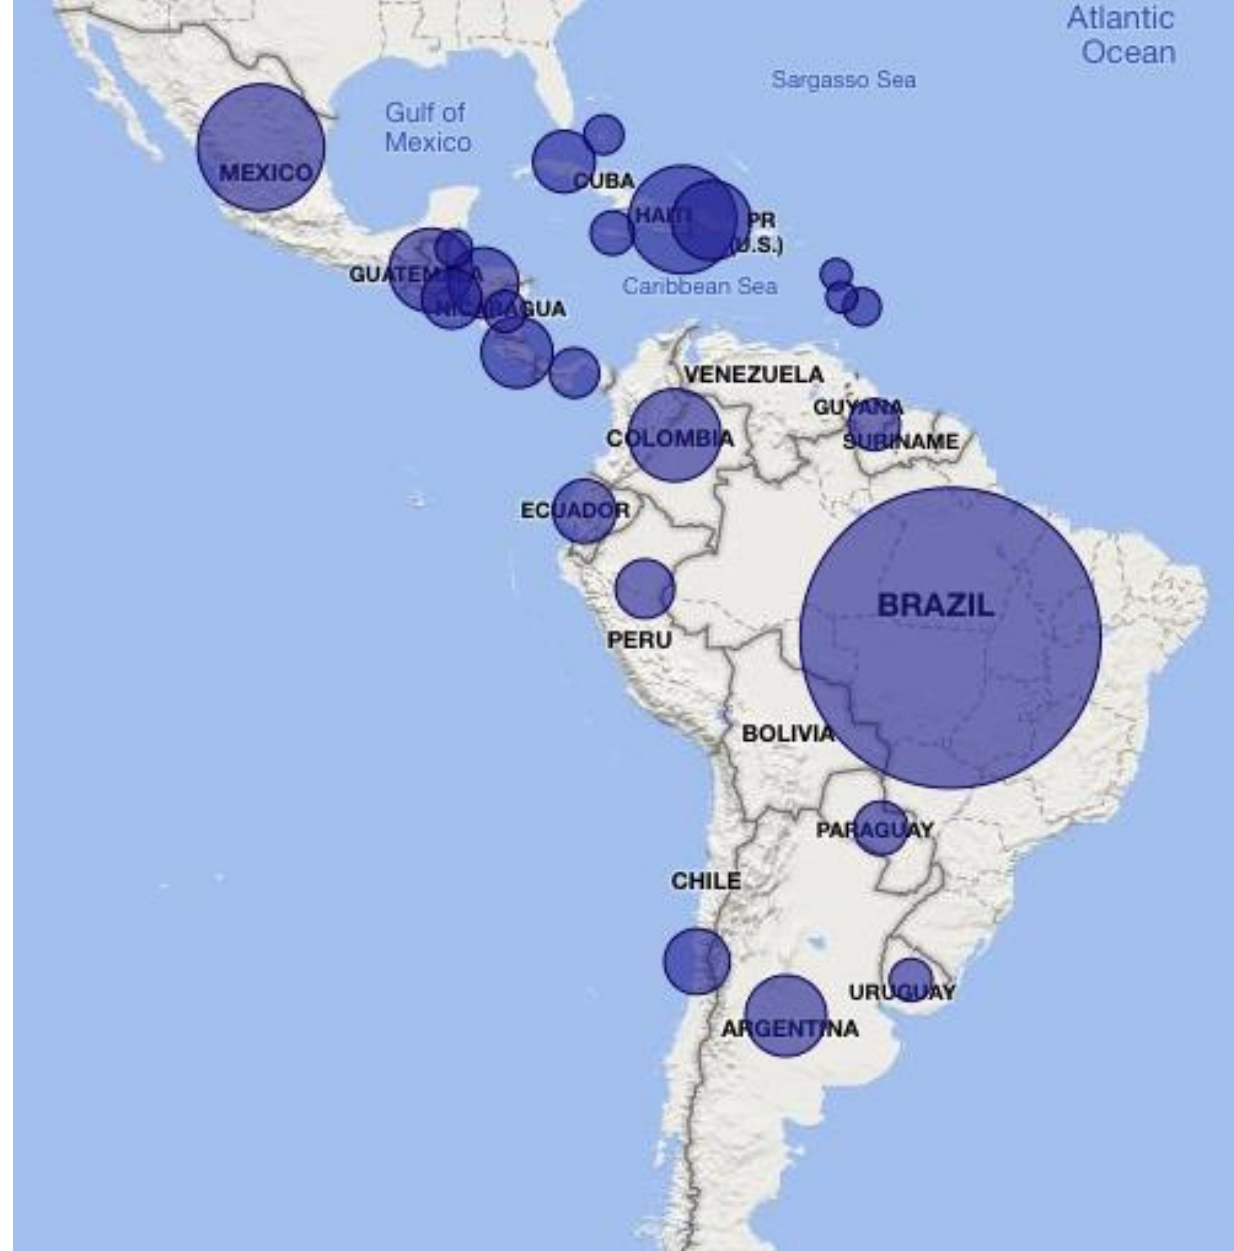 Atlantic
Ocean
Sargasso Sea
Gulf of
Mexico
MEXICO
CUBA
HAITI
PR
(U.S.)
GUATEMALA
Caribbean Sea
NICARAGUA
VENEZUELA
GUYANA
COLOMBIA
SURINAME
ECUADOR
BRAZIL
PERU
BOLIVIA
PARAGUAY
CHILE
URUGUAY
ARGENTINA